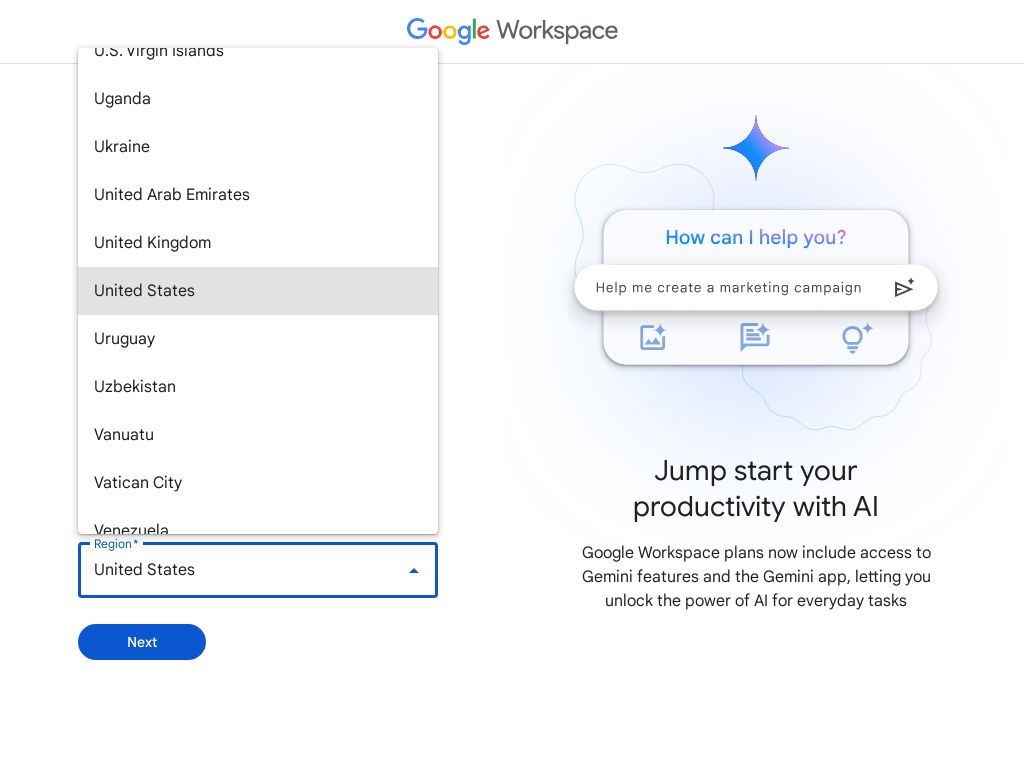 Google Workspace
U.S. Virgin Islands
Uganda
Ukraine
United Arab Emirates
United Kingdom
United States
Uruguay
Uzbekistan
Vanuatu
Vatican City
Venezuela
Region*
United States
Next
How can I help you?
Help me create a marketing campaign
Jump start your
productivity with AI
Google Workspace plans now include access to
Gemini features and the Gemini app, letting you
unlock the power of AI for everyday tasks